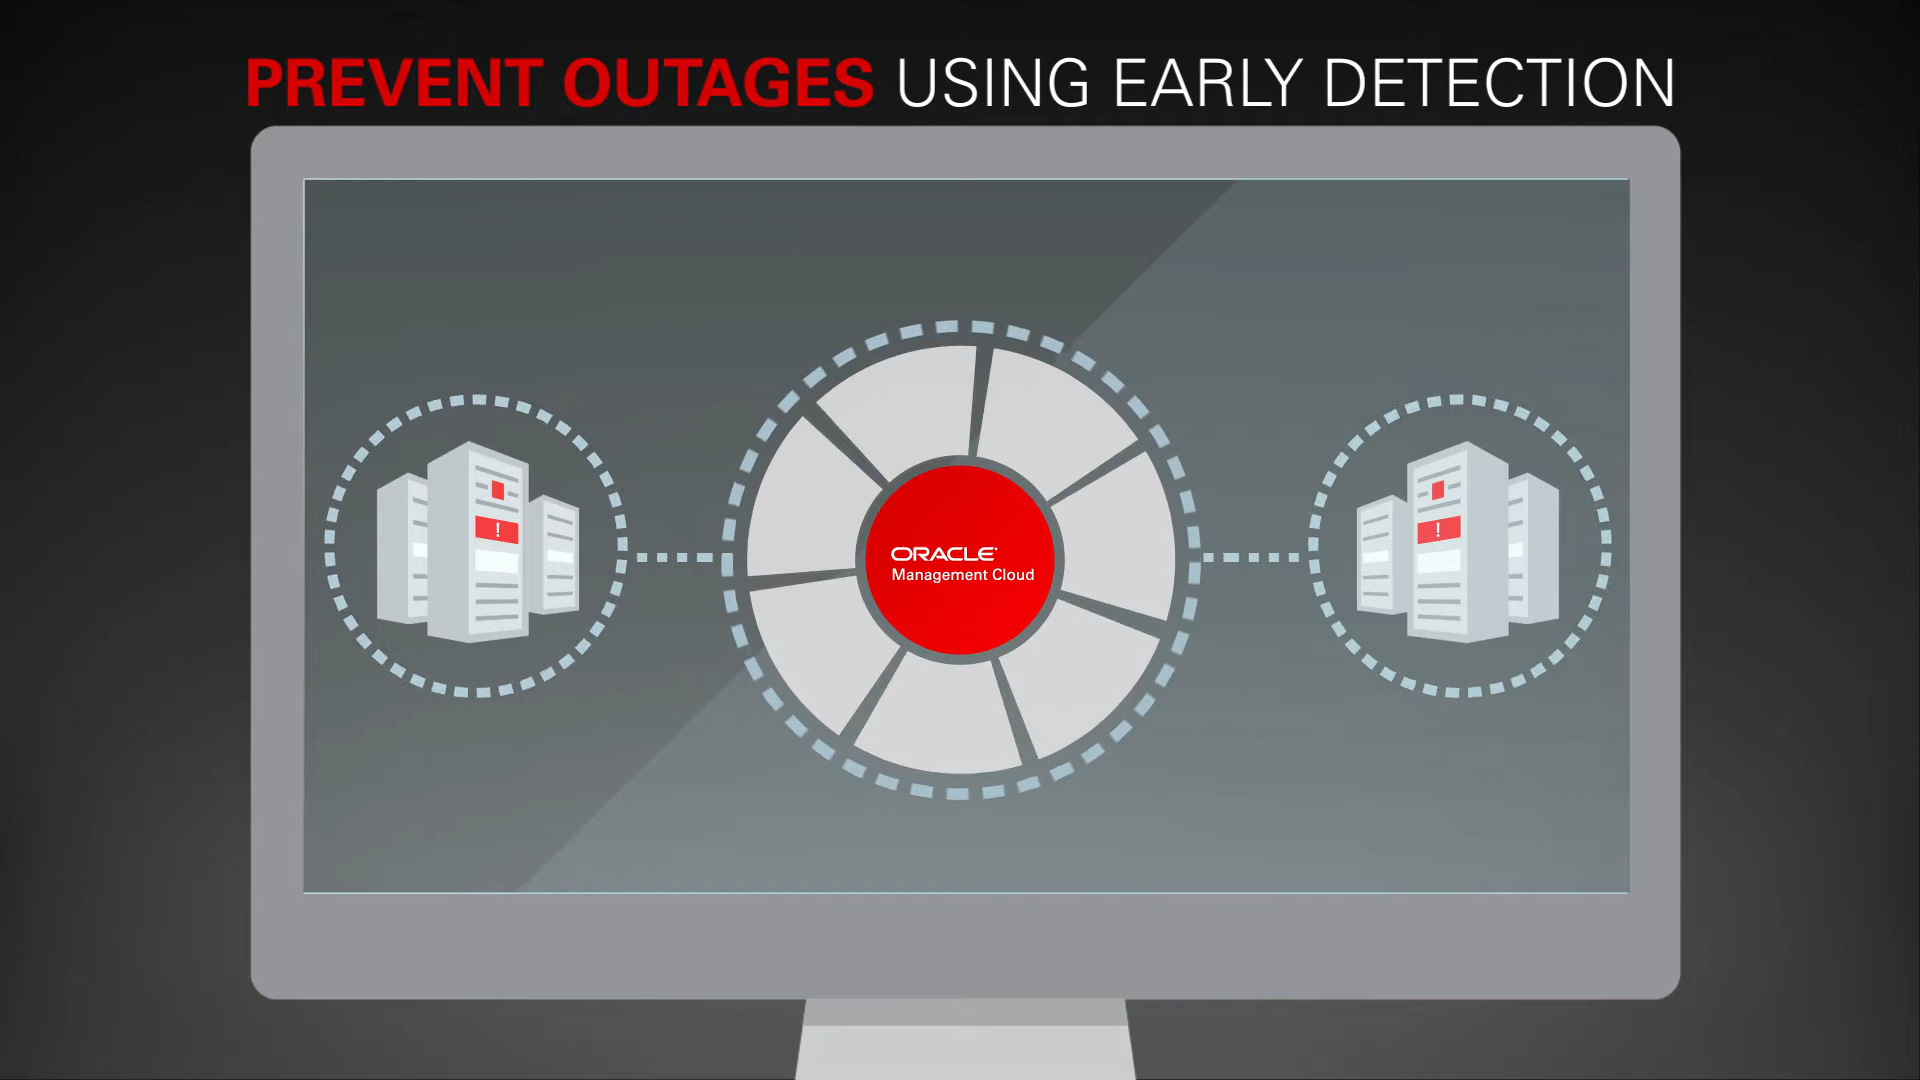 PREVENT OUTAGES USING EARLY DETECTION
!
!
ORACLE
Management Cloud